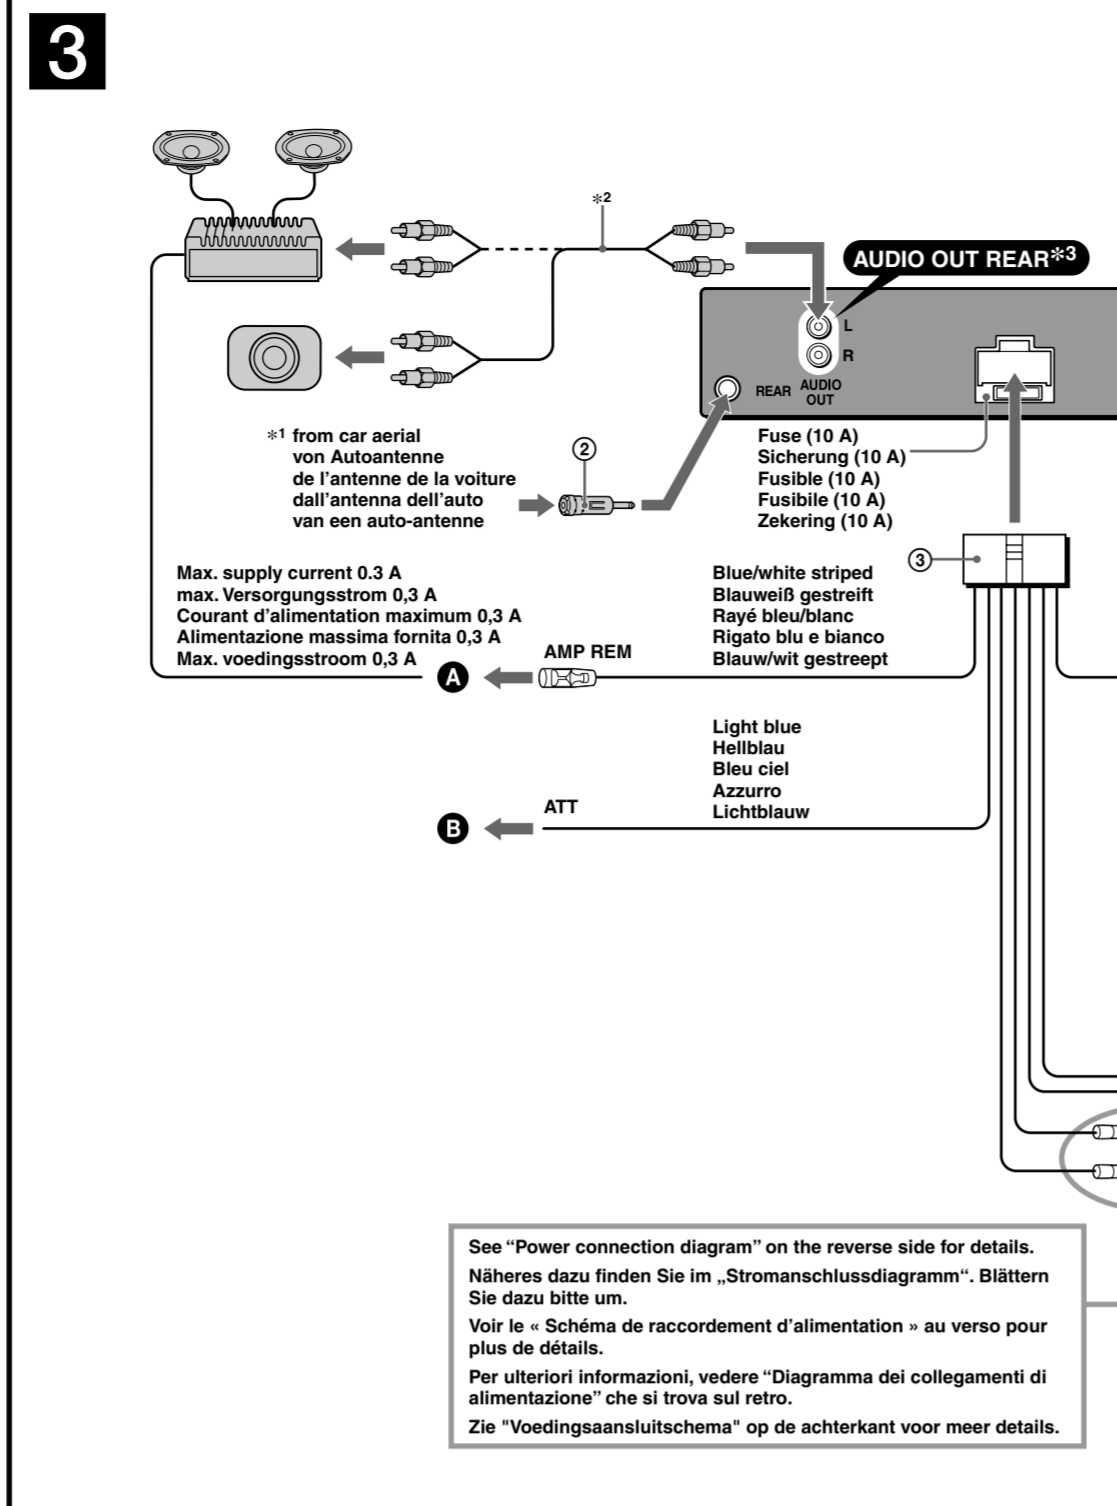 3
*2
AUDIO OUT REAR*3
L
R
REAR
AUDIO
OUT
*1 from car aerial
von Autoantenne
de l'antenne de la voiture
dall'antenna dell'auto
van een auto-antenne
2
Fuse (10 A)
Sicherung (10 A)
Fusible (10 A)
Fusibile (10 A)
Zekering (10 A)
3
Max. supply current 0.3 A
max. Versorgungsstrom 0,3 A
Courant d'alimentation maximum 0,3 A
Alimentazione massima fornita 0,3 A
Max. voedingsstroom 0,3 A
Blue/white striped
Blauweiß gestreift
Rayé bleu/blanc
Rigato blu e bianco
Blauw/wit gestreept
A
AMP REM
Light blue
Hellblau
Bleu ciel
Azzurro
Lichtblauw
B
ATT
See “Power connection diagram” on the reverse side for details.
Näheres dazu finden Sie im „Stromanschlussdiagramm“. Blättern
Sie dazu bitte um.
Voir le « Schéma de raccordement d'alimentation » au verso pour
plus de détails.
Per ulteriori informazioni, vedere “Diagramma dei collegamenti di
alimentazione” che si trova sul retro.
Zie "Voedingsaansluitschema" op de achterkant voor meer details.